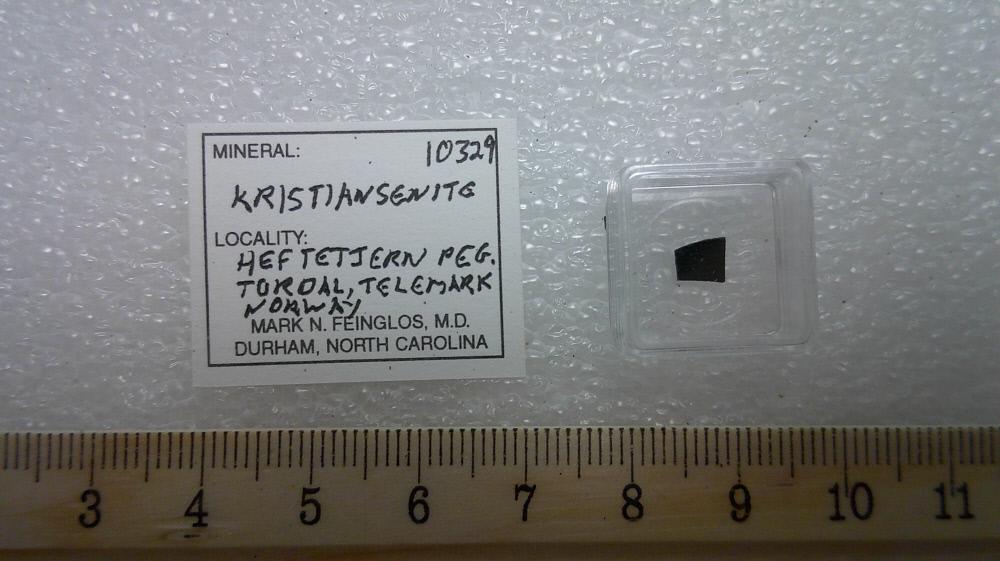 MINERAL: 10329
KRISTIANSENITE
LOCALITY:
HEFTETJERN PEG.
TORDAL, TELEMARK
NORWAY
MARK N. FEINGLOS, M.D.
DURHAM, NORTH CAROLINA
3 4 5 6 7 8 9 10 11